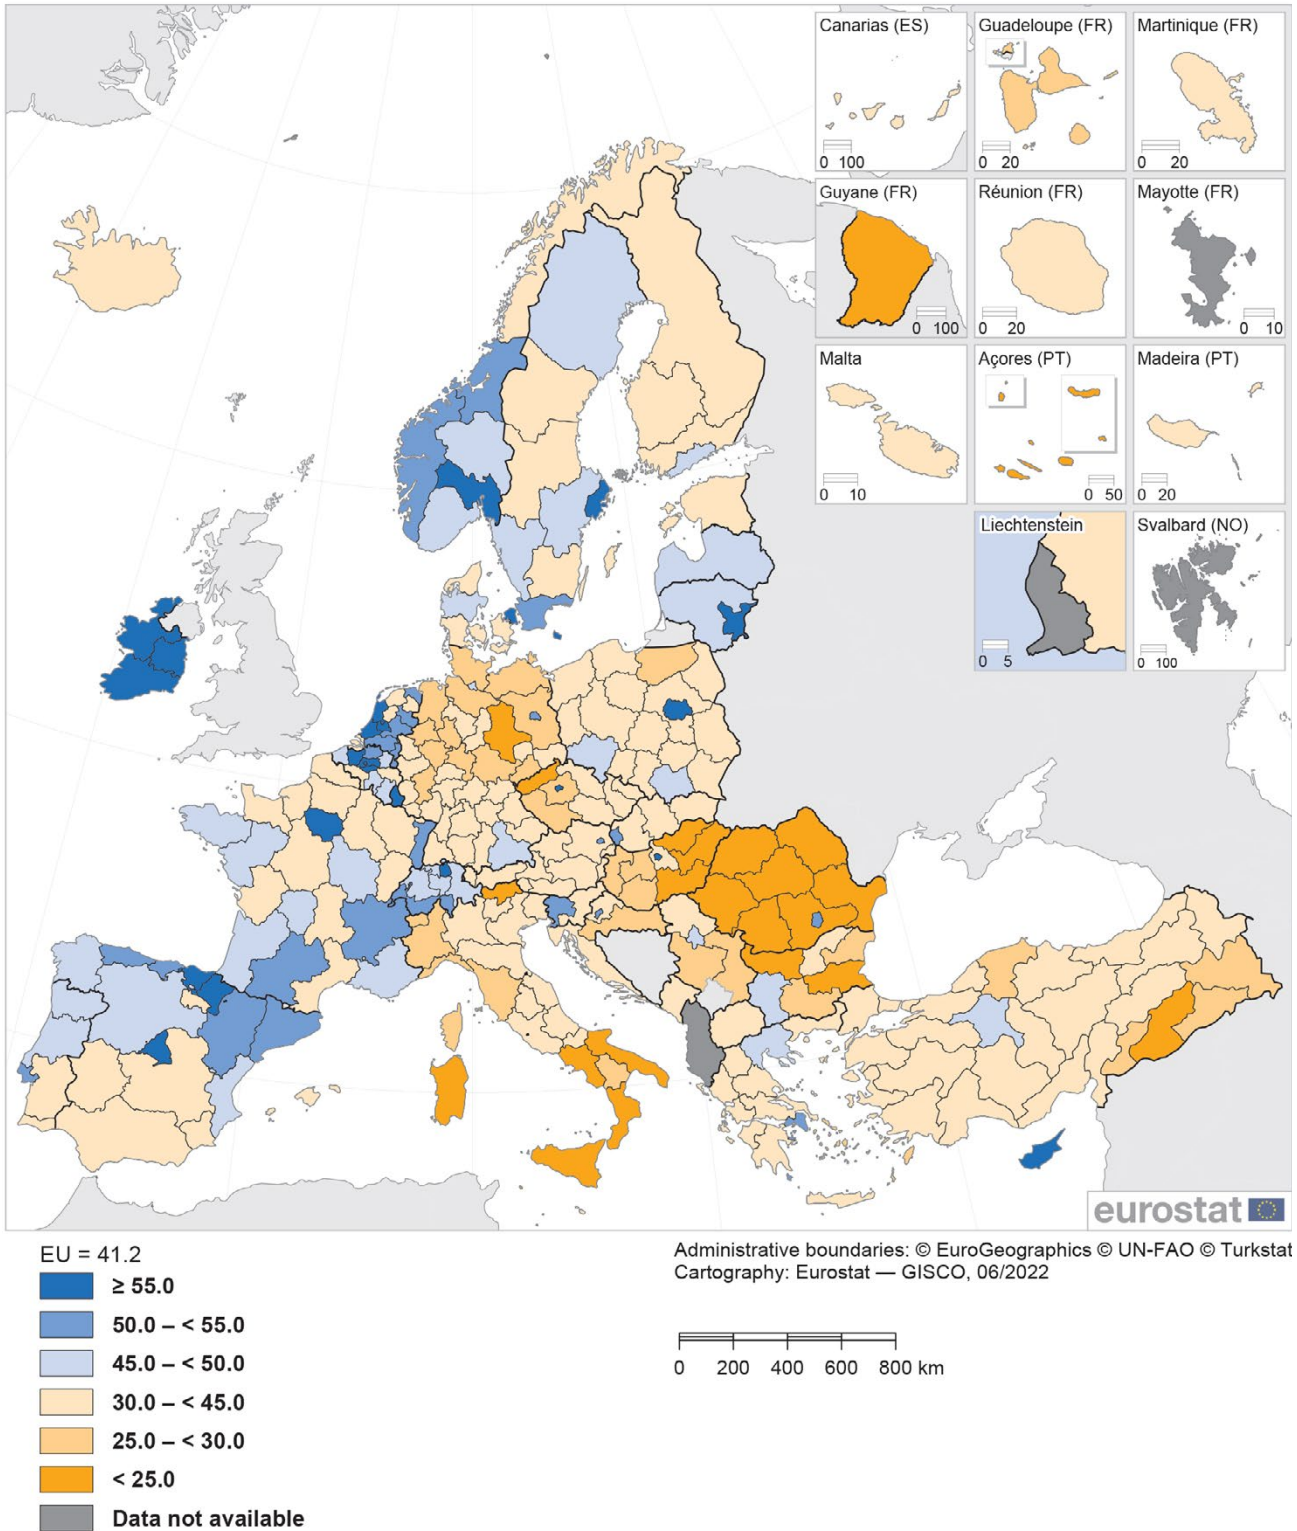 Canarias (ES)
0 100
Guadeloupe (FR)
0 20
Martinique (FR)
0 20
Guyane (FR)
0 100
Réunion (FR)
0 20
Mayotte (FR)
0 10
Malta
0 10
Açores (PT)
0 50
Madeira (PT)
0 20
Liechtenstein
0 5
Svalbard (NO)
0 100
eurostat
EU = 41.2
≥ 55.0
50.0 – < 55.0
45.0 – < 50.0
30.0 – < 45.0
25.0 – < 30.0
< 25.0
Data not available
Administrative boundaries: © EuroGeographics © UN-FAO © Turkstat
Cartography: Eurostat — GISCO, 06/2022
0 200 400 600 800 km